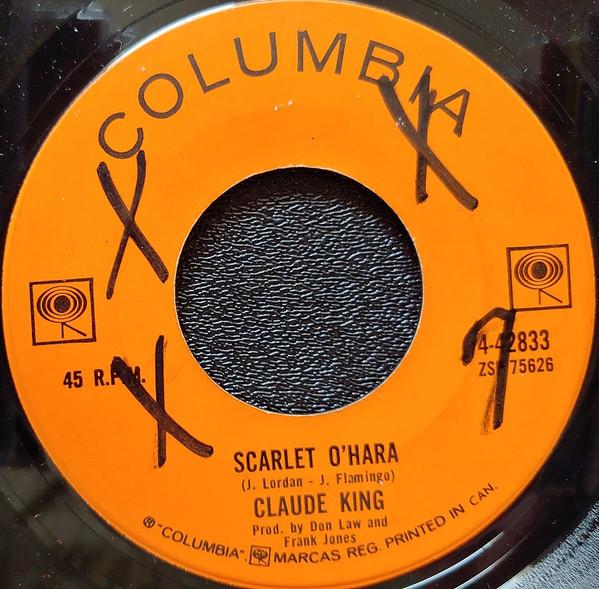 COLUMBIA
45 R.P.M.
4-42833
ZSP 75626
SCARLET O'HARA
(J. Lordan - J. Flamingo)
CLAUDE KING
Prod. by Don Law and
Frank Jones
® "COLUMBIA". MARCAS REG. PRINTED IN CAN.